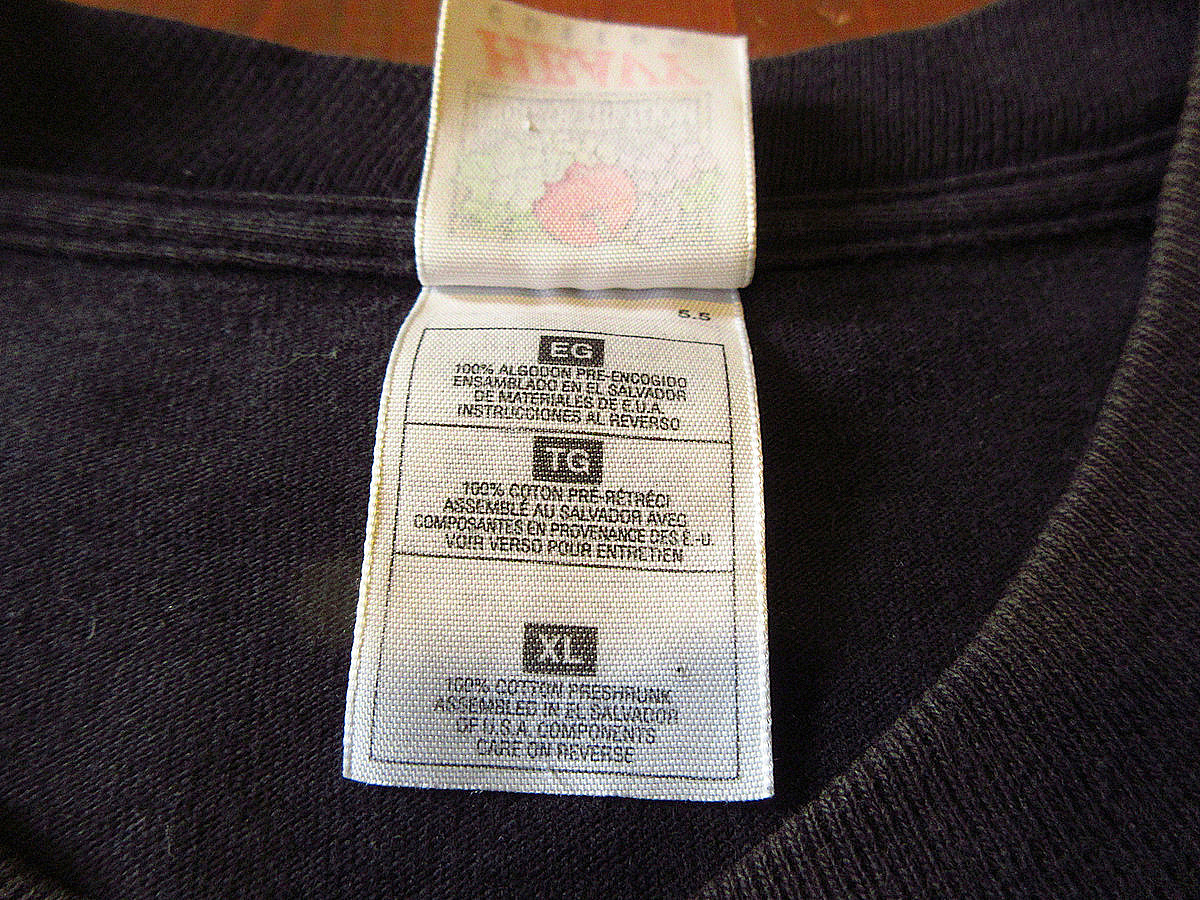 HEAVY
5.5
EG
100% ALGODON PRE-ENCOGIDO
ENSAMBLADO EN EL SALVADOR
DE MATERIALES DE E.U.A.
INSTRUCCIONES AL REVERSO
TG
100% COTON PRÉ-RÉTRÉCI
ASSEMBLÉ AU SALVADOR AVEC
COMPOSANTES EN PROVENANCE DES É.-U.
VOIR VERSO POUR ENTRETIEN
XL
100% COTTON PRESHRUNK
ASSEMBLED IN EL SALVADOR
OF U.S.A. COMPONENTS
CARE ON REVERSE